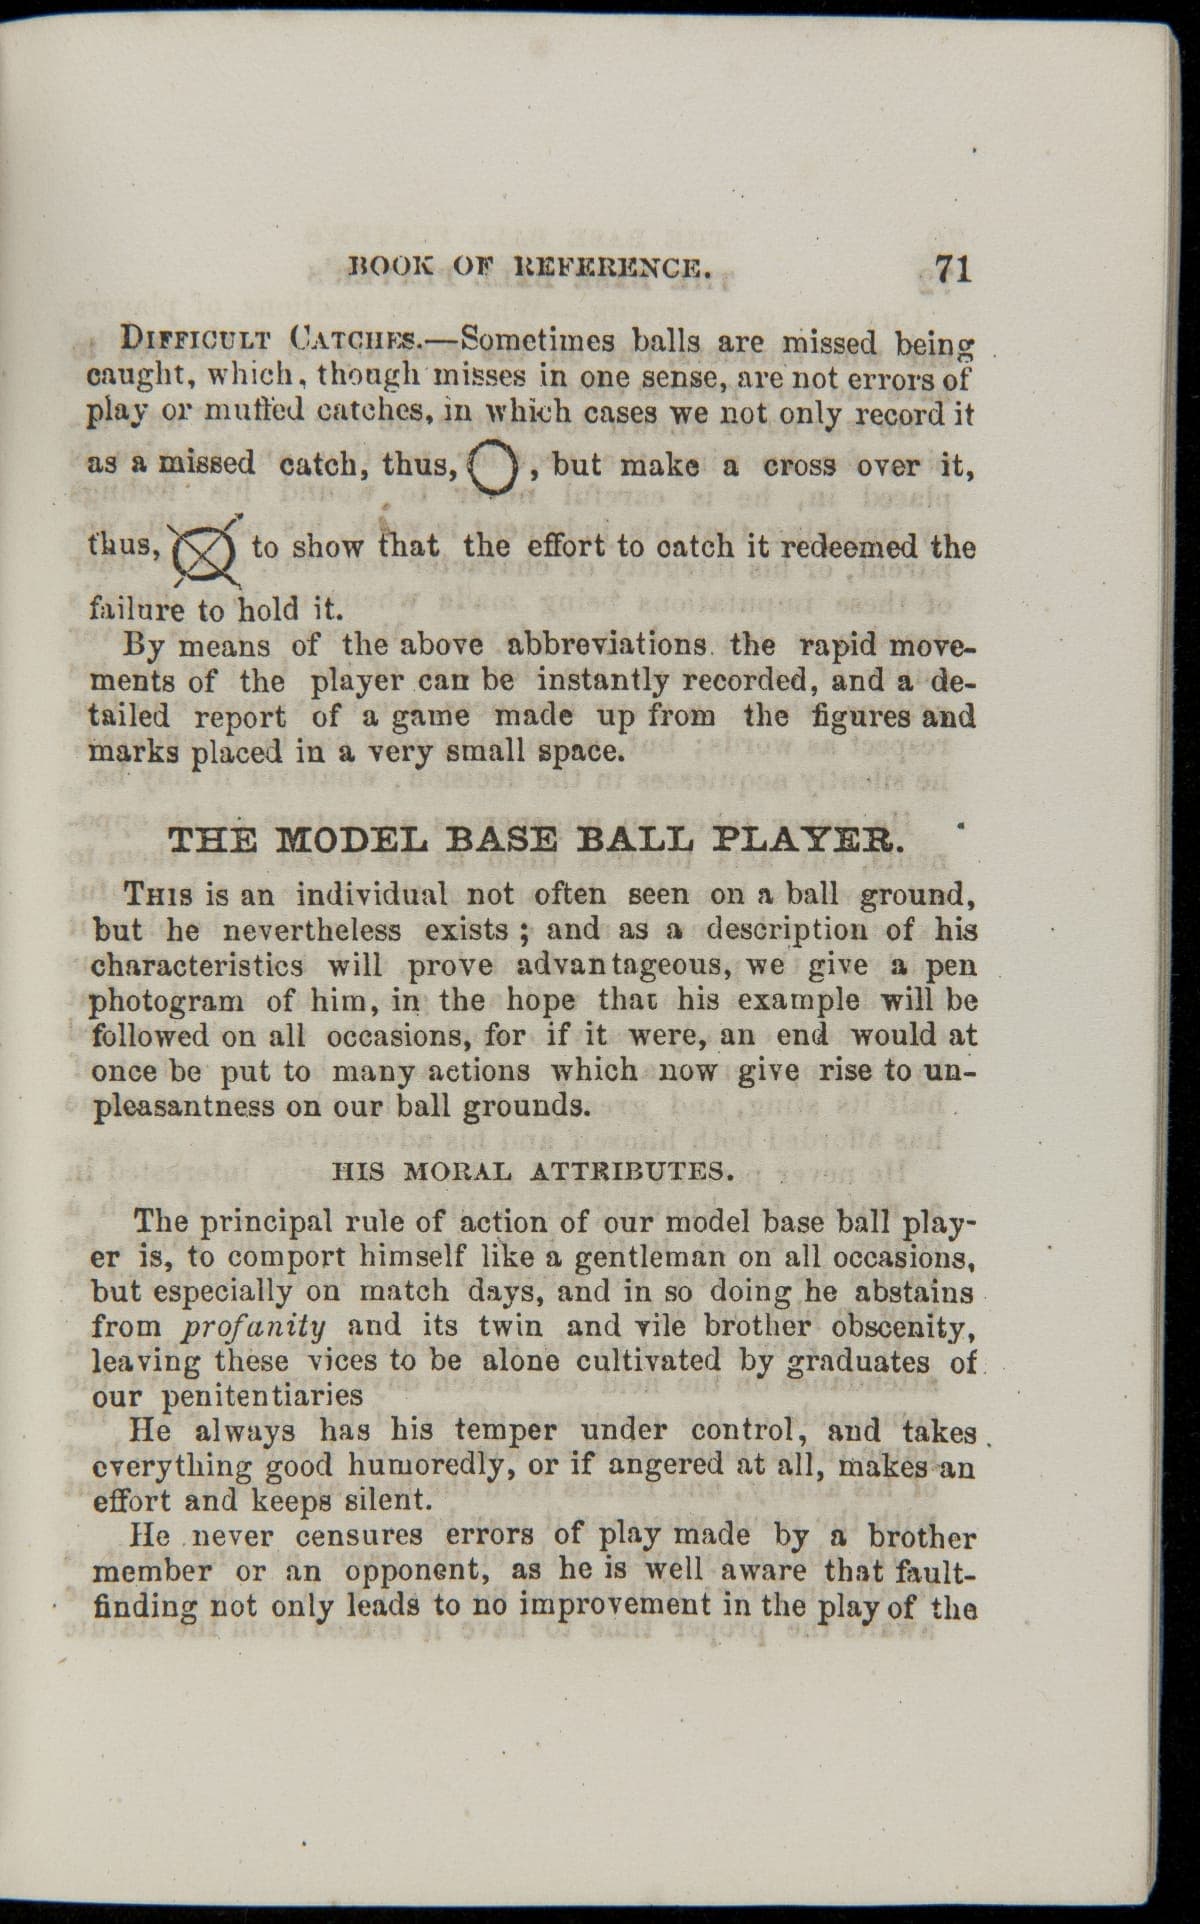 BOOK OF REFERENCE. 71
DIFFICULT CATCHES.—Sometimes balls are missed being
caught, which, though misses in one sense, are not errors of
play or muffed catches, in which cases we not only record it
as a missed catch, thus, , but make a cross over it,
thus, to show that the effort to catch it redeemed the
failure to hold it.
By means of the above abbreviations. the rapid move-
ments of the player can be instantly recorded, and a de-
tailed report of a game made up from the figures and
marks placed in a very small space.
THE MODEL BASE BALL PLAYER.
THIS is an individual not often seen on a ball ground,
but he nevertheless exists ; and as a description of his
characteristics will prove advantageous, we give a pen
photogram of him, in the hope that his example will be
followed on all occasions, for if it were, an end would at
once be put to many actions which now give rise to un-
pleasantness on our ball grounds.
HIS MORAL ATTRIBUTES.
The principal rule of action of our model base ball play-
er is, to comport himself like a gentleman on all occasions,
but especially on match days, and in so doing he abstains
from profanity and its twin and vile brother obscenity,
leaving these vices to be alone cultivated by graduates of
our penitentiaries
He always has his temper under control, and takes
everything good humoredly, or if angered at all, makes an
effort and keeps silent.
He never censures errors of play made by a brother
member or an opponent, as he is well aware that fault-
finding not only leads to no improvement in the play of the